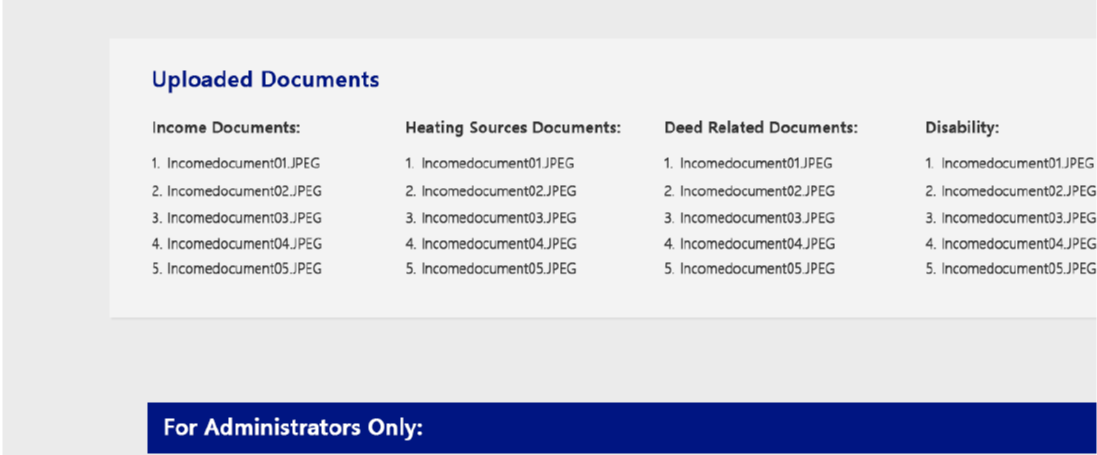 Uploaded Documents
Income Documents:
1. Incomedocument01.JPEG
2. Incomedocument02.JPEG
3. Incomedocument03.JPEG
4. Incomedocument04.JPEG
5. Incomedocument05.JPEG
Heating Sources Documents:
1. Incomedocument01.JPEG
2. Incomedocument02.JPEG
3. Incomedocument03.JPEG
4. Incomedocument04.JPEG
5. Incomedocument05.JPEG
Deed Related Documents:
1. Incomedocument01.JPEG
2. Incomedocument02.JPEG
3. Incomedocument03.JPEG
4. Incomedocument04.JPEG
5. Incomedocument05.JPEG
Disability:
1. Incomedocument01.JPEG
2. Incomedocument02.JPEG
3. Incomedocument03.JPEG
4. Incomedocument04.JPEG
5. Incomedocument05.JPEG
For Administrators Only: